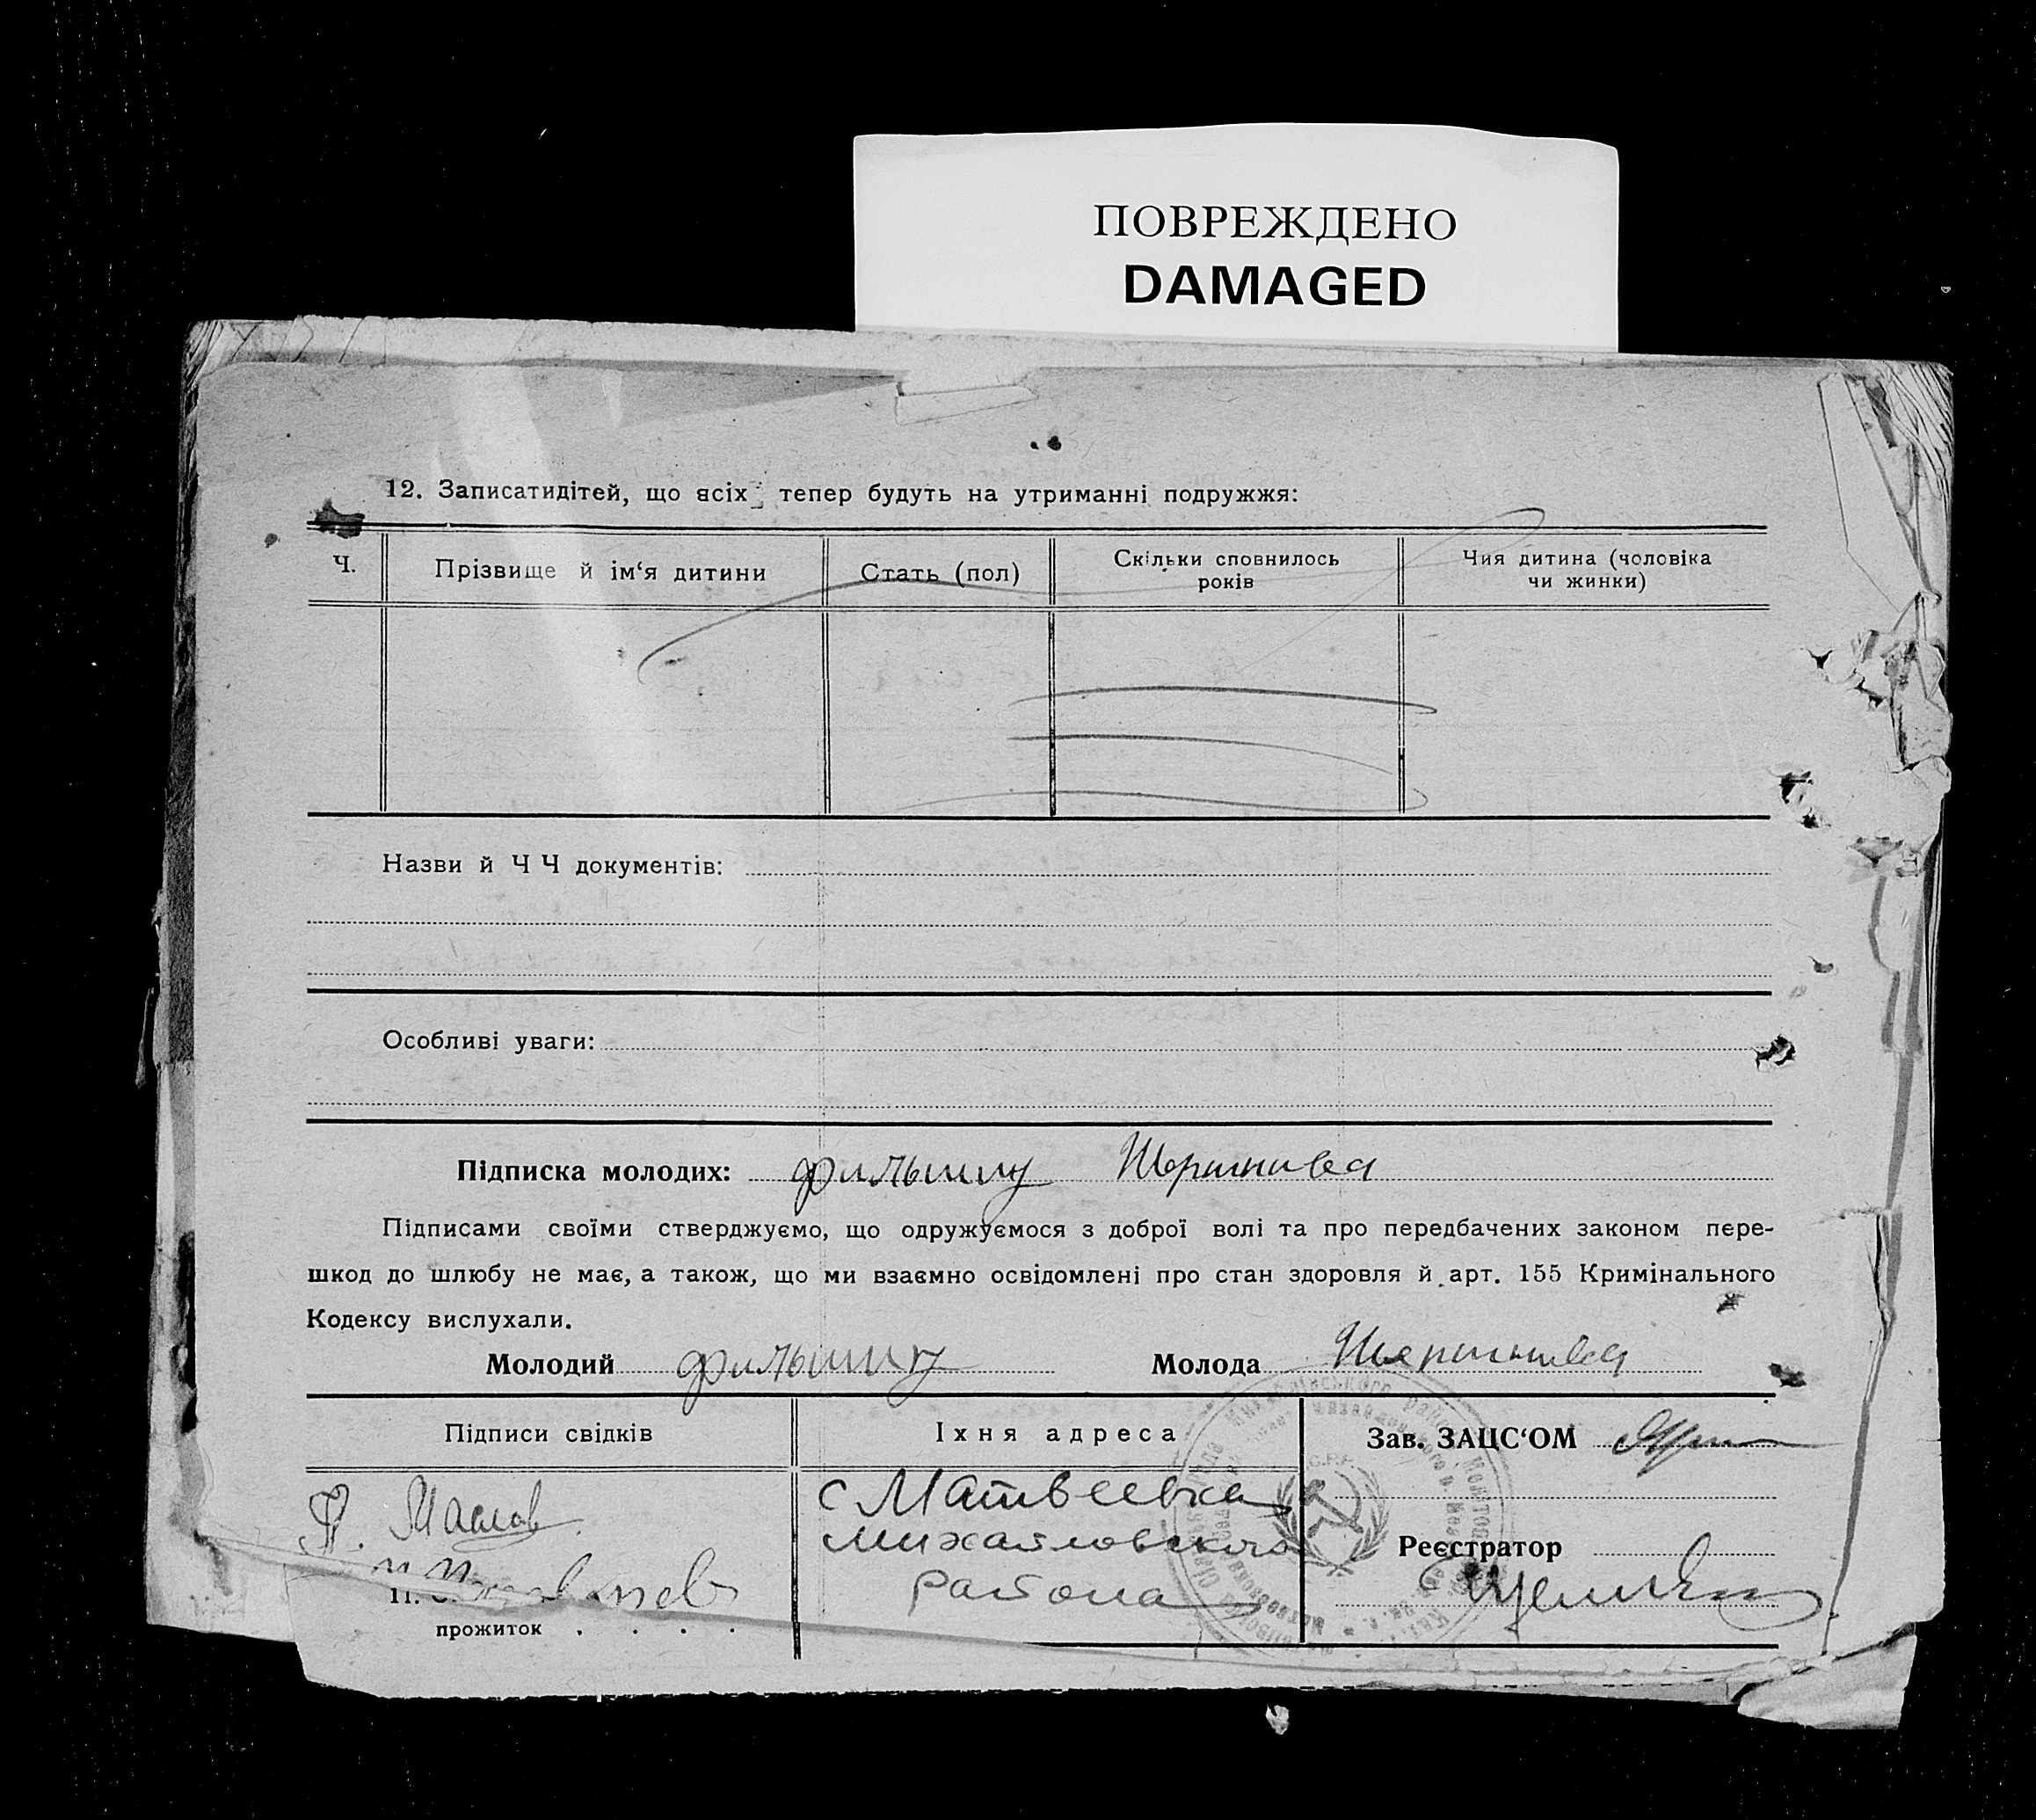 ПОВРЕЖДЕНО
DAMAGED
12. Записатидітей, що всіх тепер будуть на утриманні подружжя:
Ч. Прізвище й ім‘я дитини Стать (пол) Скільки сповнилось років Чия дитина (чоловіка чи жинки)
Назви й Ч Ч документів:
Особливі уваги:
Підписка молодих:
Підписами своїми стверджуємо, що одружуємося з доброї волі та про передбачених законом пере-
шкод до шлюбу не має, а також, що ми взаємно освідомлені про стан здоровля й арт. 155 Кримінального
Кодексу вислухали.
Молодий Молода
Підписи свідків Іхня адреса Зав. ЗАЦС‘ОМ
П. Маслов с Матвеевка
Михайловского Реєстратор
района
прожиток . . . .